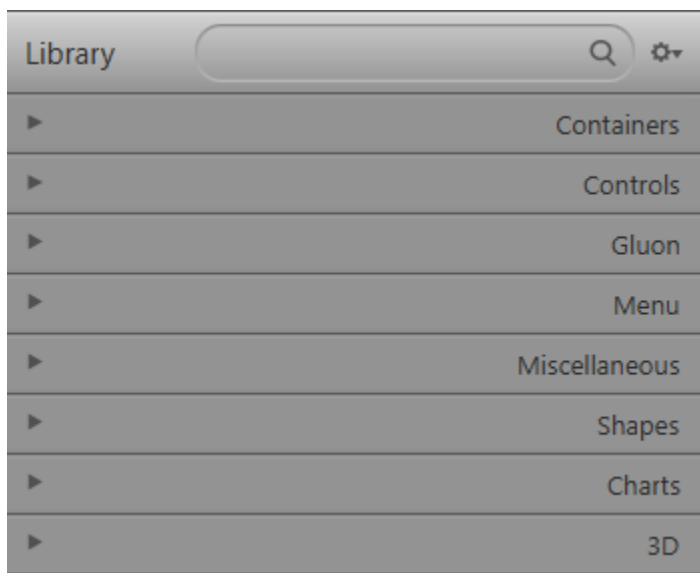 Library
Containers
Controls
Gluon
Menu
Miscellaneous
Shapes
Charts
3D